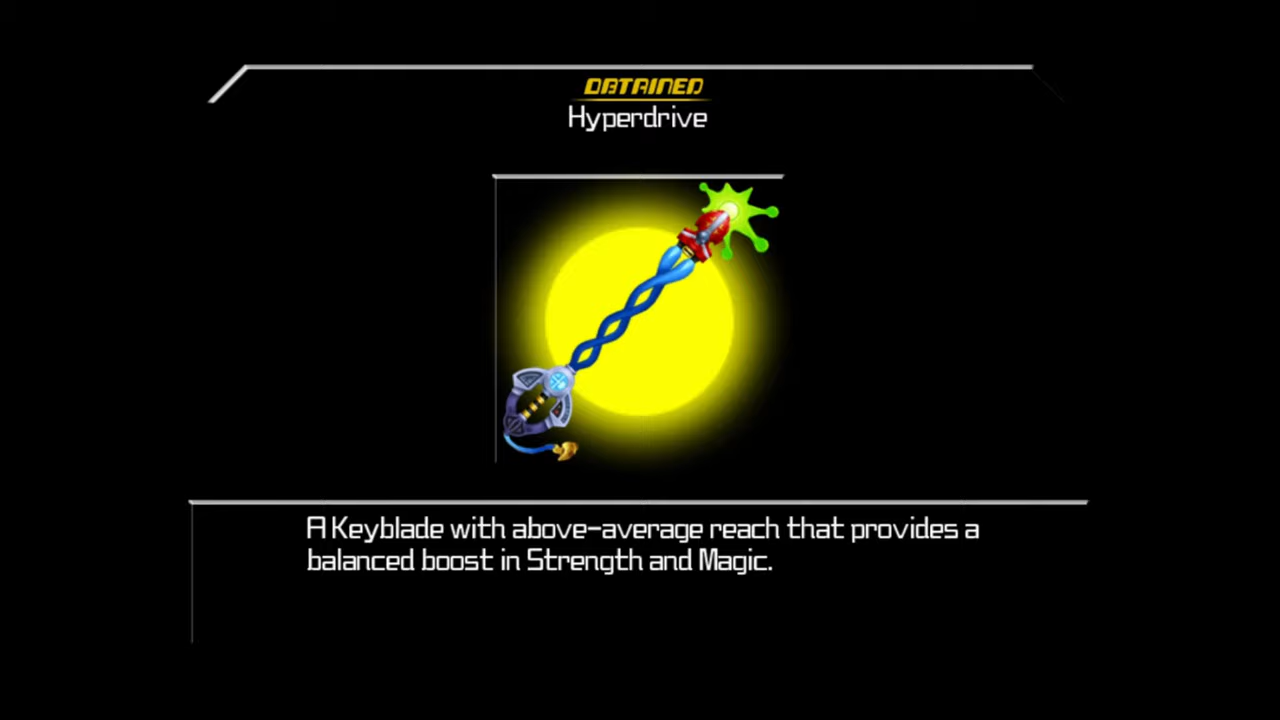 OBTAINED
Hyperdrive
A Keyblade with above-average reach that provides a
balanced boost in Strength and Magic.